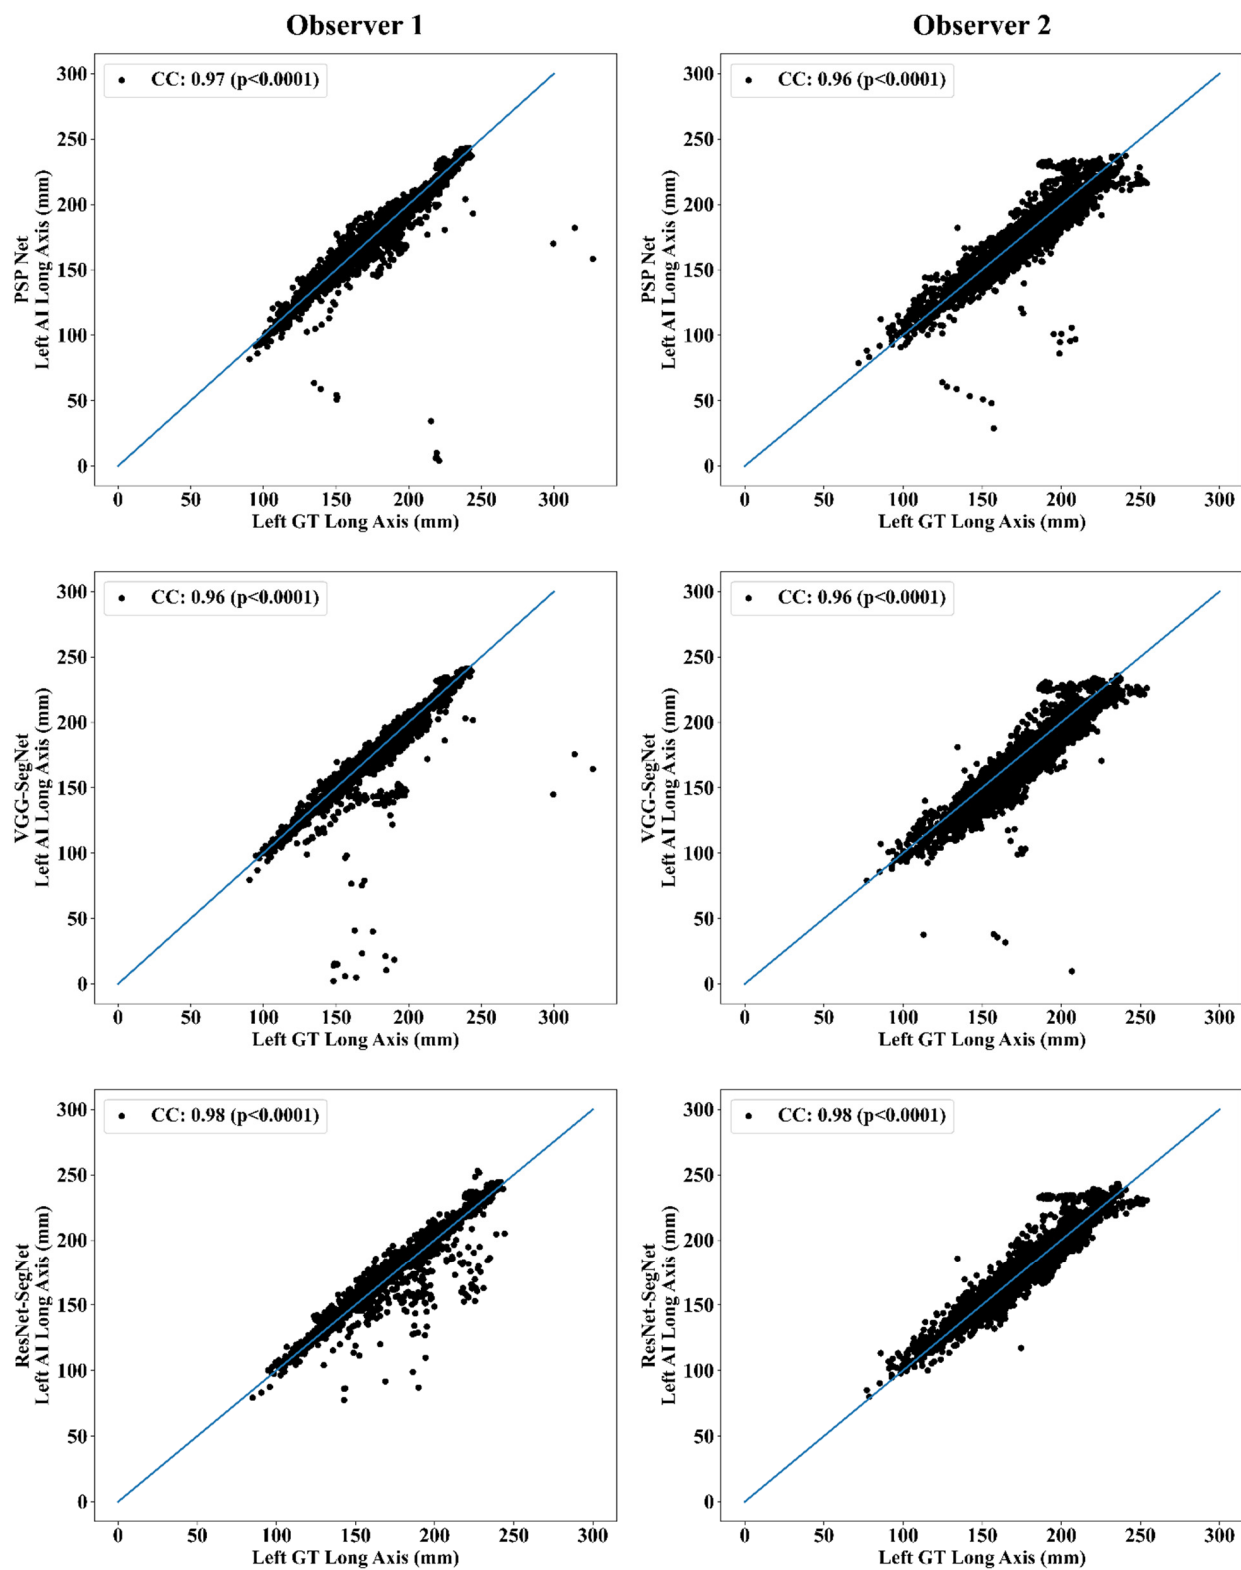 Observer 1
Observer 2
CC: 0.97 (p<0.0001)
300
250
200
150
100
50
0
PSP Net
Left AI Long Axis (mm)
0 50 100 150 200 250 300
Left GT Long Axis (mm)
CC: 0.96 (p<0.0001)
300
250
200
150
100
50
0
PSP Net
Left AI Long Axis (mm)
0 50 100 150 200 250 300
Left GT Long Axis (mm)
CC: 0.96 (p<0.0001)
300
250
200
150
100
50
0
VGG-SegNet
Left AI Long Axis (mm)
0 50 100 150 200 250 300
Left GT Long Axis (mm)
CC: 0.96 (p<0.0001)
300
250
200
150
100
50
0
VGG-SegNet
Left AI Long Axis (mm)
0 50 100 150 200 250 300
Left GT Long Axis (mm)
CC: 0.98 (p<0.0001)
300
250
200
150
100
50
0
ResNet-SegNet
Left AI Long Axis (mm)
0 50 100 150 200 250 300
Left GT Long Axis (mm)
CC: 0.98 (p<0.0001)
300
250
200
150
100
50
0
ResNet-SegNet
Left AI Long Axis (mm)
0 50 100 150 200 250 300
Left GT Long Axis (mm)